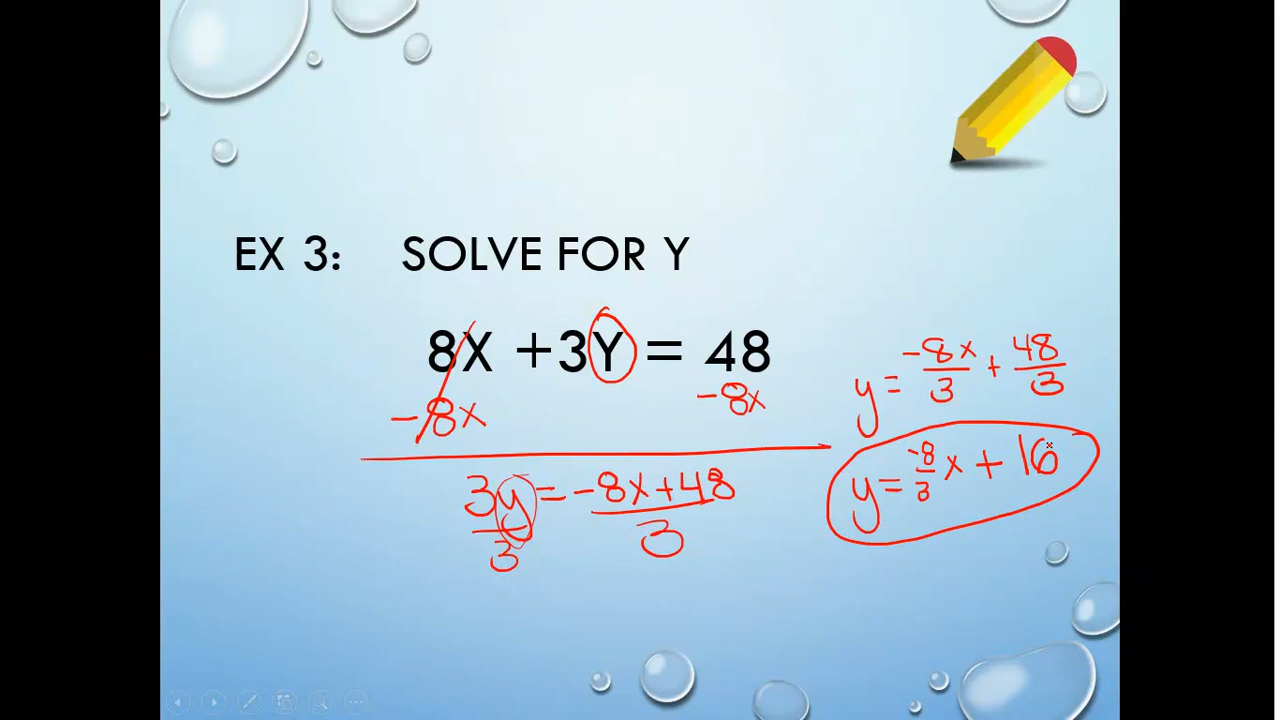 EX 3: SOLVE FOR Y
8X + 3Y = 48
-8x -8x
3y = -8x + 48
3 3
y = -8x/3 + 48/3
y = -8/3 x + 16